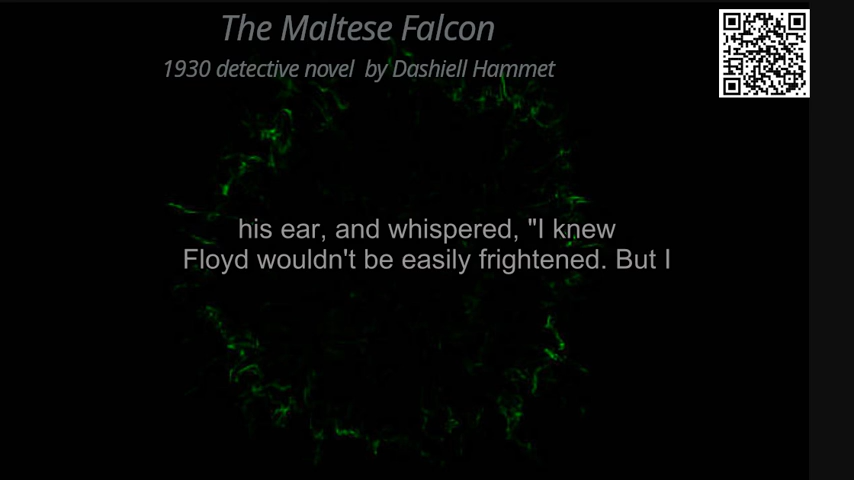 The Maltese Falcon
1930 detective novel by Dashiell Hammet
his ear, and whispered, "I knew
Floyd wouldn't be easily frightened. But I